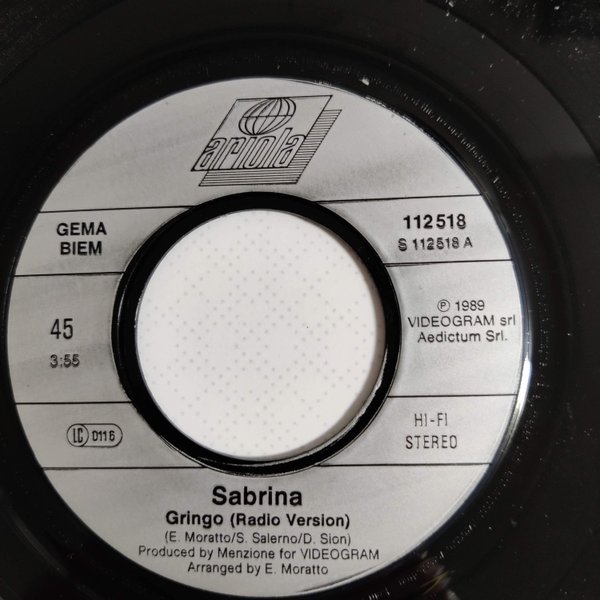 ariola
GEMA
BIEM
112518
S 112518 A
45
3:55
℗ 1989
VIDEOGRAM srl
Aedictum Srl.
LC 0116
HI-FI
STEREO
Sabrina
Gringo (Radio Version)
(E. Moratto/S. Salerno/D. Sion)
Produced by Menzione for VIDEOGRAM
Arranged by E. Moratto